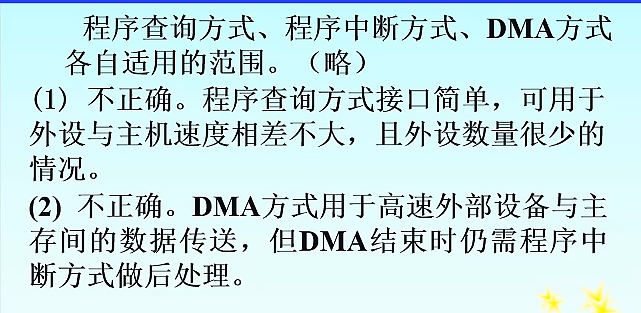 程序查询方式、程序中断方式、DMA方式
各自适用的范围。（略）
(1) 不正确。程序查询方式接口简单，可用于
外设与主机速度相差不大，且外设数量很少的
情况。
(2) 不正确。DMA方式用于高速外部设备与主
存间的数据传送，但DMA结束时仍需程序中
断方式做后处理。